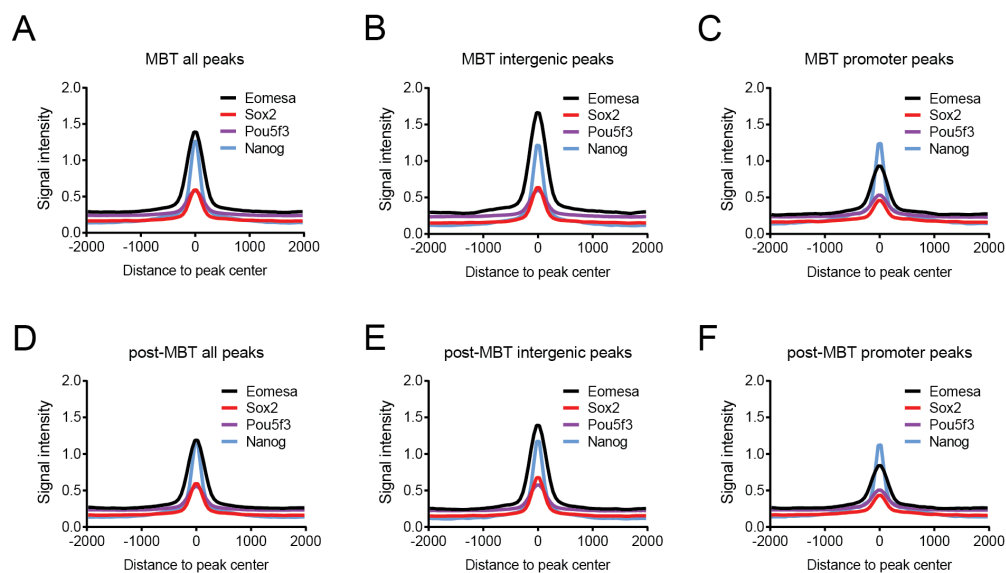 A
MBT all peaks
Signal intensity
2.0
1.5
1.0
0.5
0.0
Eomesa
Sox2
Pou5f3
Nanog
-2000 -1000 0 1000 2000
Distance to peak center
B
MBT intergenic peaks
Signal intensity
2.0
1.5
1.0
0.5
0.0
Eomesa
Sox2
Pou5f3
Nanog
-2000 -1000 0 1000 2000
Distance to peak center
C
MBT promoter peaks
Signal intensity
2.0
1.5
1.0
0.5
0.0
Eomesa
Sox2
Pou5f3
Nanog
-2000 -1000 0 1000 2000
Distance to peak center
D
post-MBT all peaks
Signal intensity
2.0
1.5
1.0
0.5
0.0
Eomesa
Sox2
Pou5f3
Nanog
-2000 -1000 0 1000 2000
Distance to peak center
E
post-MBT intergenic peaks
Signal intensity
2.0
1.5
1.0
0.5
0.0
Eomesa
Sox2
Pou5f3
Nanog
-2000 -1000 0 1000 2000
Distance to peak center
F
post-MBT promoter peaks
Signal intensity
2.0
1.5
1.0
0.5
0.0
Eomesa
Sox2
Pou5f3
Nanog
-2000 -1000 0 1000 2000
Distance to peak center